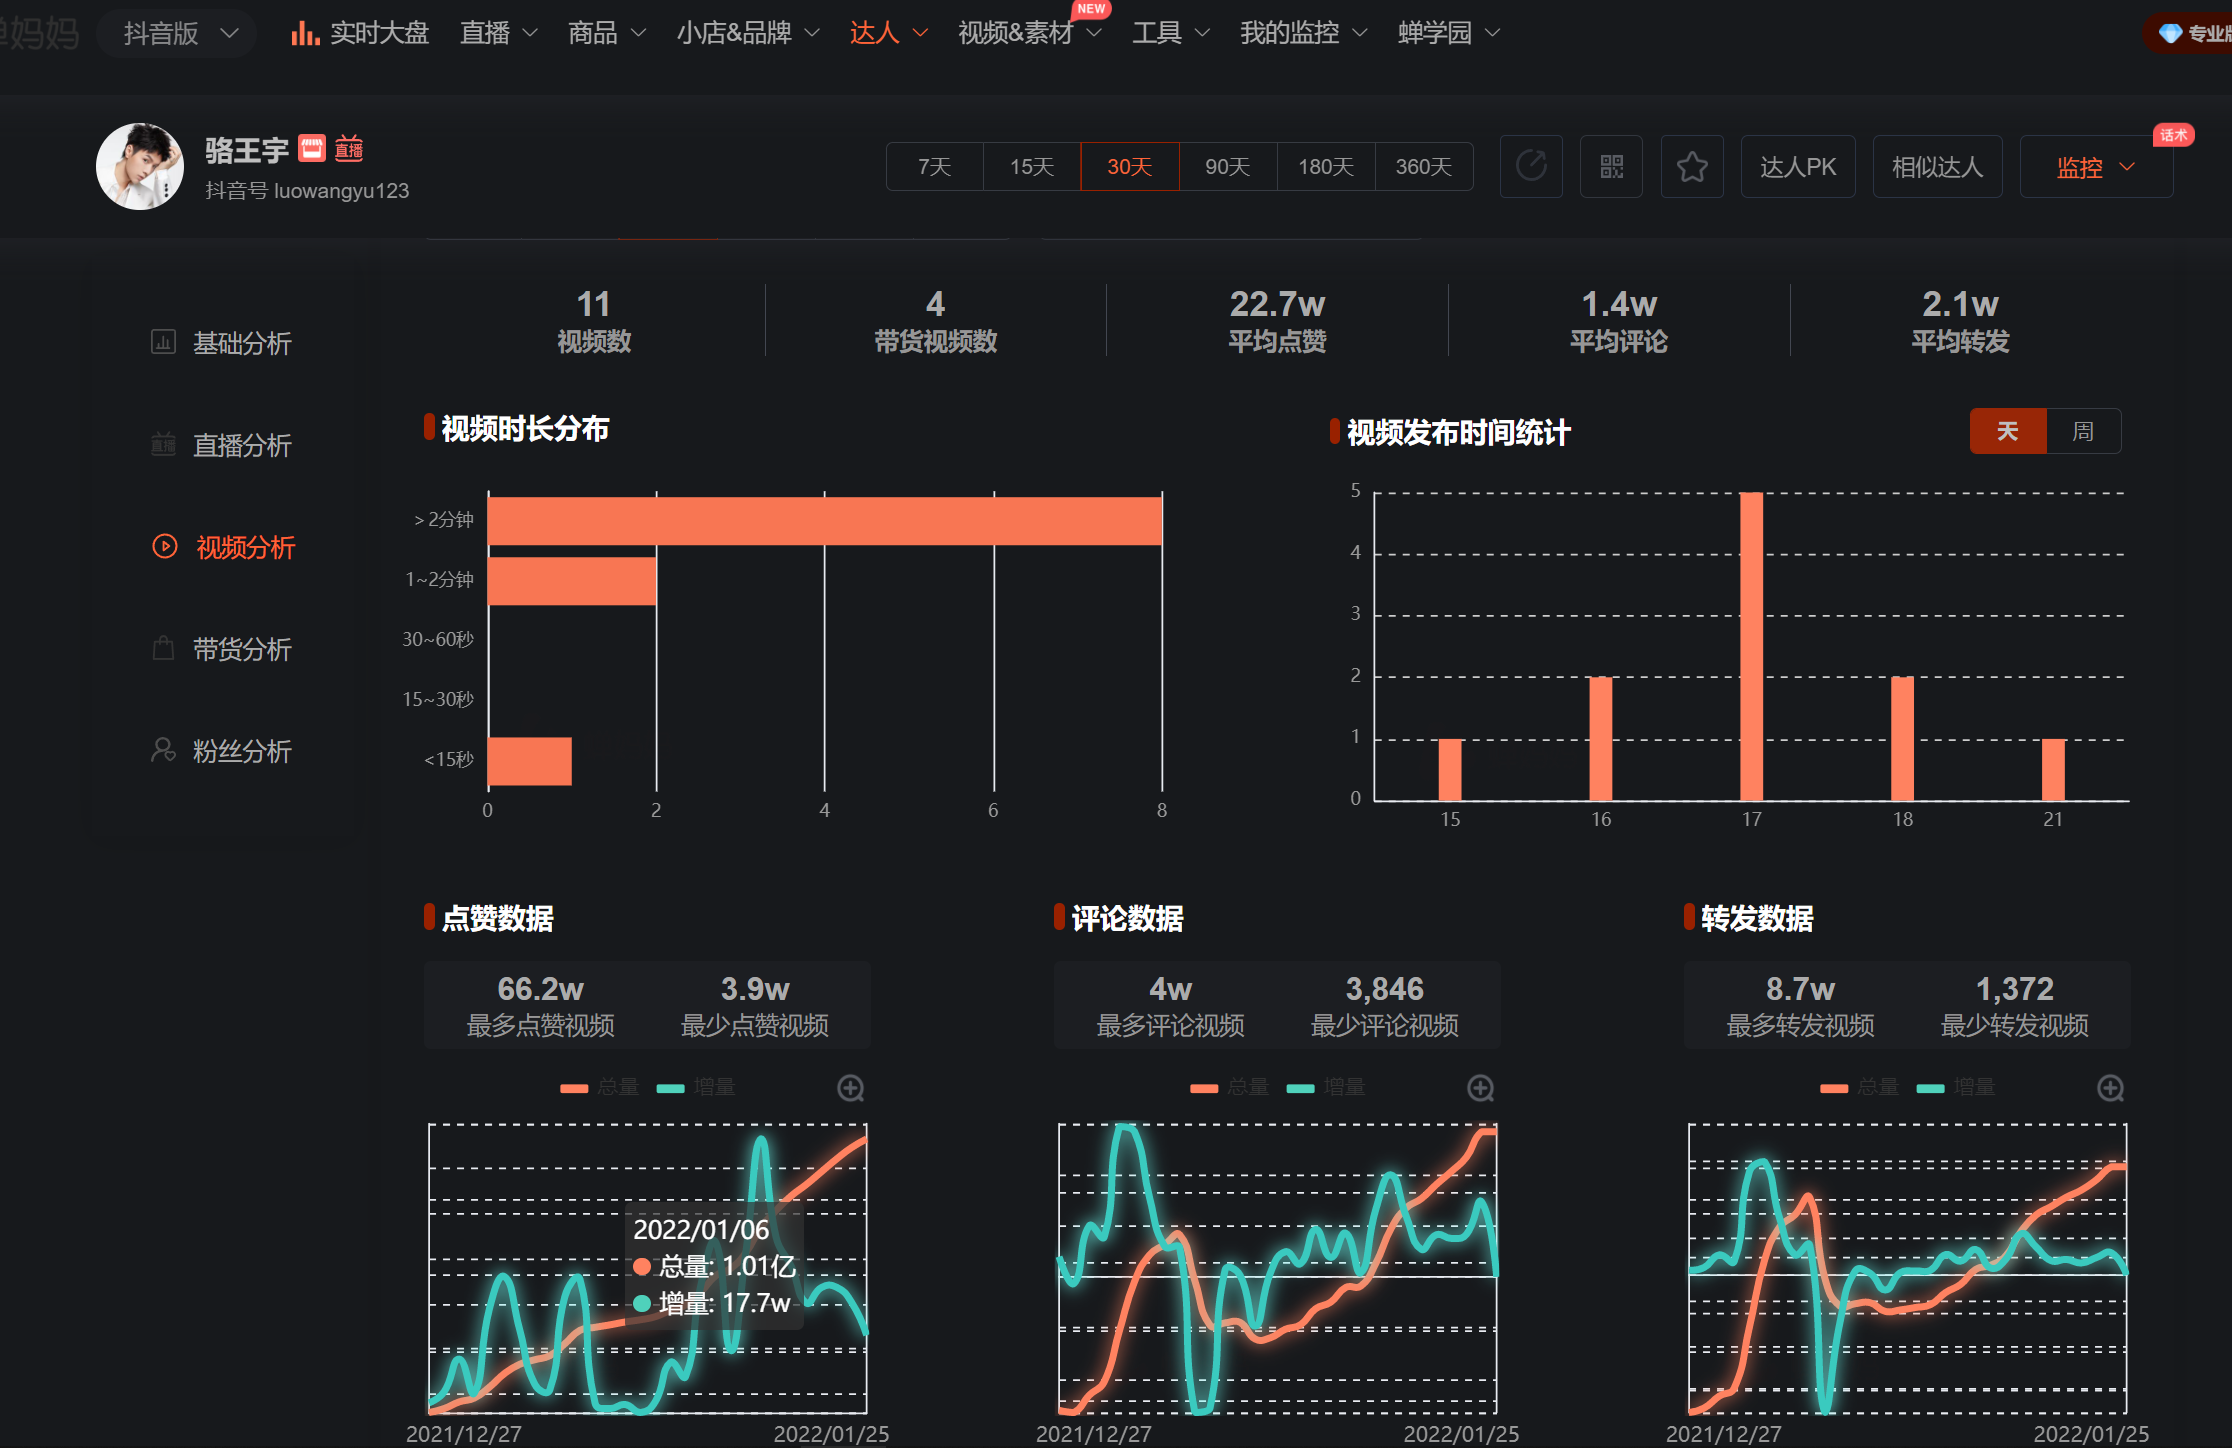 抖音版
实时大盘
直播
商品
小店&品牌
达人
视频&素材
NEW
工具
我的监控
蝉学园
骆王宇
直播
抖音号 luowangyu123
7天
15天
30天
90天
180天
360天
达人PK
相似达人
监控
话术
基础分析
直播分析
视频分析
带货分析
粉丝分析
11
视频数
4
带货视频数
22.7w
平均点赞
1.4w
平均评论
2.1w
平均转发
视频时长分布
> 2分钟
1~2分钟
30~60秒
15~30秒
<15秒
0 2 4 6 8
视频发布时间统计
天
周
5
4
3
2
1
0
15 16 17 18 21
点赞数据
66.2w
最多点赞视频
3.9w
最少点赞视频
总量 增量
2022/01/06
总量: 1.01亿
增量: 17.7w
2021/12/27 2022/01/25
评论数据
4w
最多评论视频
3,846
最少评论视频
总量 增量
2021/12/27 2022/01/25
转发数据
8.7w
最多转发视频
1,372
最少转发视频
总量 增量
2021/12/27 2022/01/25